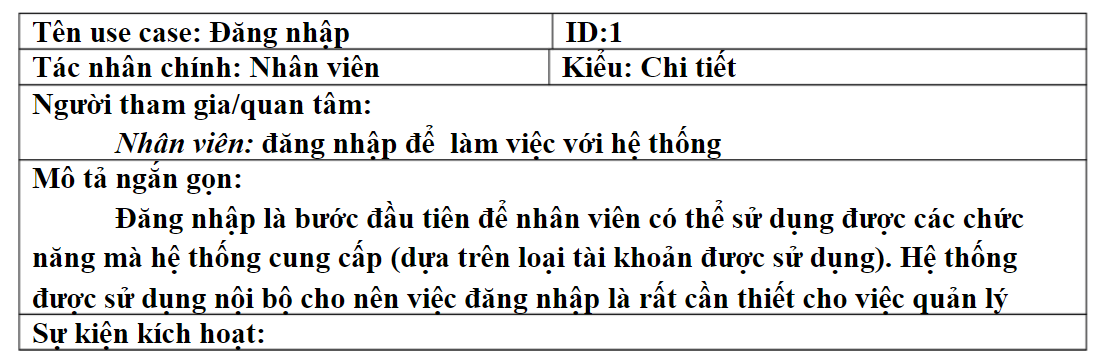 Tên use case: Đăng nhập ID:1
Tác nhân chính: Nhân viên Kiểu: Chi tiết
Người tham gia/quan tâm:
Nhân viên: đăng nhập để làm việc với hệ thống
Mô tả ngắn gọn:
Đăng nhập là bước đầu tiên để nhân viên có thể sử dụng được các chức
năng mà hệ thống cung cấp (dựa trên loại tài khoản được sử dụng). Hệ thống
được sử dụng nội bộ cho nên việc đăng nhập là rất cần thiết cho việc quản lý
Sự kiện kích hoạt: